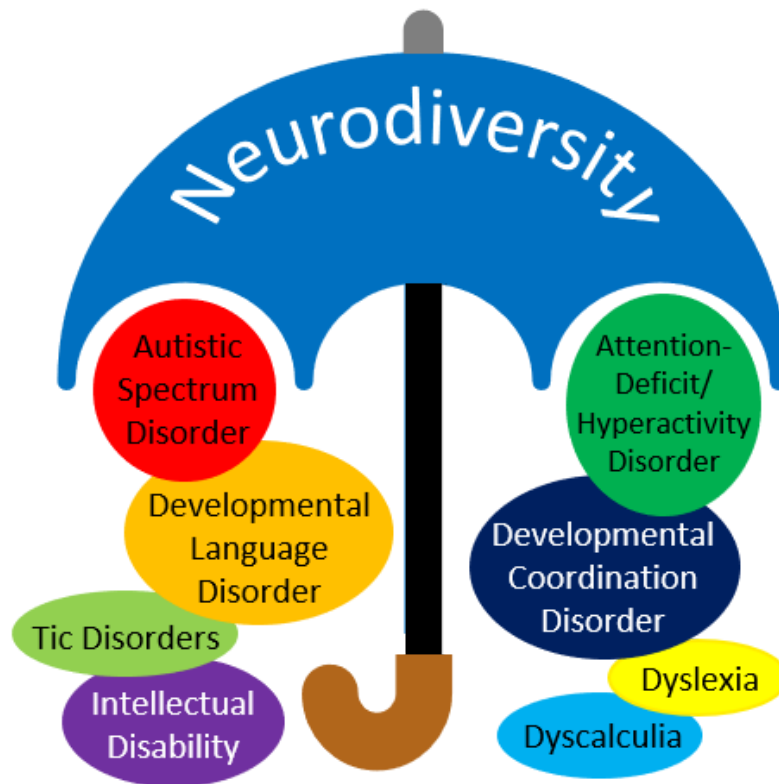 Neurodiversity
Autistic
Spectrum
Disorder
Developmental
Language
Disorder
Tic Disorders
Intellectual
Disability
Attention-
Deficit/
Hyperactivity
Disorder
Developmental
Coordination
Disorder
Dyslexia
Dyscalculia